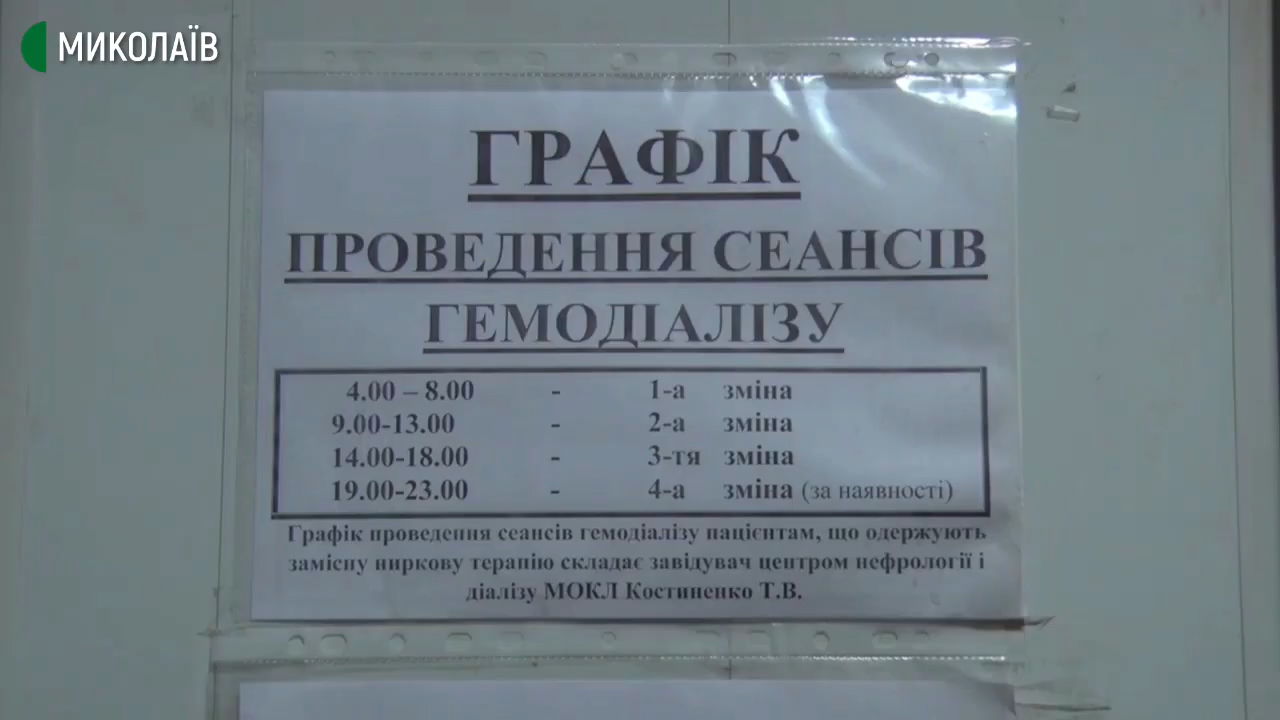 МИКОЛАЇВ
ГРАФІК
ПРОВЕДЕННЯ СЕАНСІВ
ГЕМОДІАЛІЗУ
4.00 – 8.00 - 1-а зміна
9.00-13.00 - 2-а зміна
14.00-18.00 - 3-тя зміна
19.00-23.00 - 4-а зміна (за наявності)
Графік проведення сеансів гемодіалізу пацієнтам, що одержують
замісну ниркову терапію складає завідувач центром нефрології і
діалізу МОКЛ Костиненко Т.В.